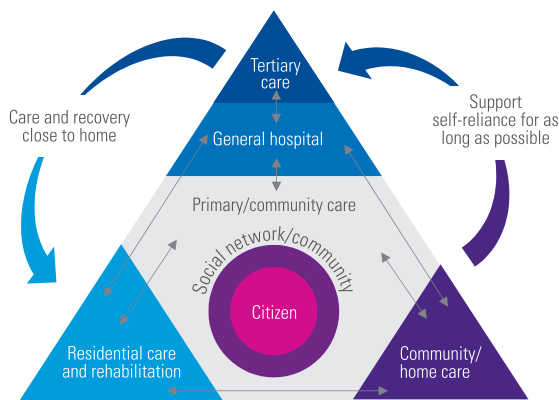 Tertiary
care
Care and recovery
close to home
Support
self-reliance for as
long as possible
General hospital
Primary/community care
Social network/community
Citizen
Residential care
and rehabilitation
Community/
home care